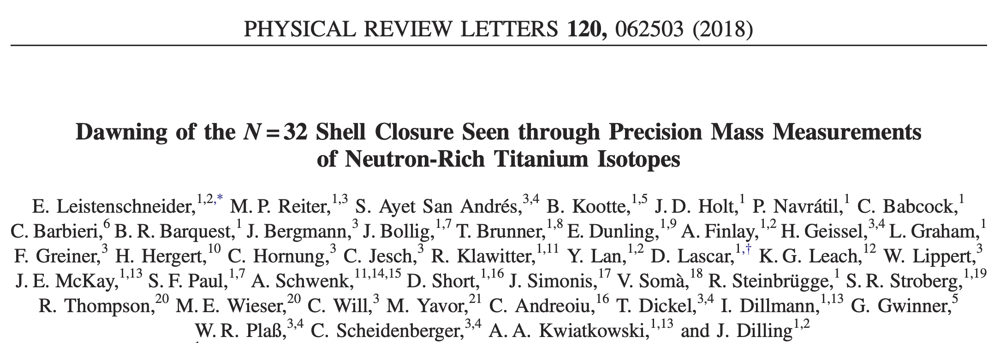 PHYSICAL REVIEW LETTERS 120, 062503 (2018)
Dawning of the N = 32 Shell Closure Seen through Precision Mass Measurements
of Neutron-Rich Titanium Isotopes
E. Leistenschneider,1,2,* M. P. Reiter,1,3 S. Ayet San Andrés,3,4 B. Kootte,1,5 J. D. Holt,1 P. Navrátil,1 C. Babcock,1
C. Barbieri,6 B. R. Barquest,1 J. Bergmann,3 J. Bollig,1,7 T. Brunner,1,8 E. Dunling,1,9 A. Finlay,1,2 H. Geissel,3,4 L. Graham,1
F. Greiner,3 H. Hergert,10 C. Hornung,3 C. Jesch,3 R. Klawitter,1,11 Y. Lan,1,2 D. Lascar,1,† K. G. Leach,12 W. Lippert,3
J. E. McKay,1,13 S. F. Paul,1,7 A. Schwenk,11,14,15 D. Short,1,16 J. Simonis,17 V. Somà,18 R. Steinbrügge,1 S. R. Stroberg,1,19
R. Thompson,20 M. E. Wieser,20 C. Will,3 M. Yavor,21 C. Andreoiu,16 T. Dickel,3,4 I. Dillmann,1,13 G. Gwinner,5
W. R. Plaß,3,4 C. Scheidenberger,3,4 A. A. Kwiatkowski,1,13 and J. Dilling1,2